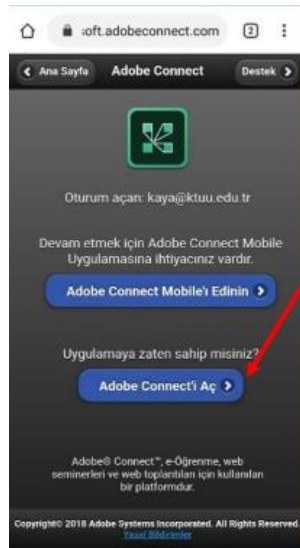 :oft.adobeconnect.com 2
Ana Sayfa Adobe Connect Destek
Oturum açan: kaya@ktuu.edu.tr
Devam etmek için Adobe Connect Mobile
Uygulamasına ihtiyacınız vardır.
Adobe Connect Mobile'ı Edinin
Uygulamaya zaten sahip misiniz?
Adobe Connect'i Aç
Adobe® Connect™, e-Öğrenme, web
seminerleri ve web toplantıları için kullanılan
bir platformdur.
Copyright© 2018 Adobe Systems Incorporated. All Rights Reserved.
Yasal Bildirimler